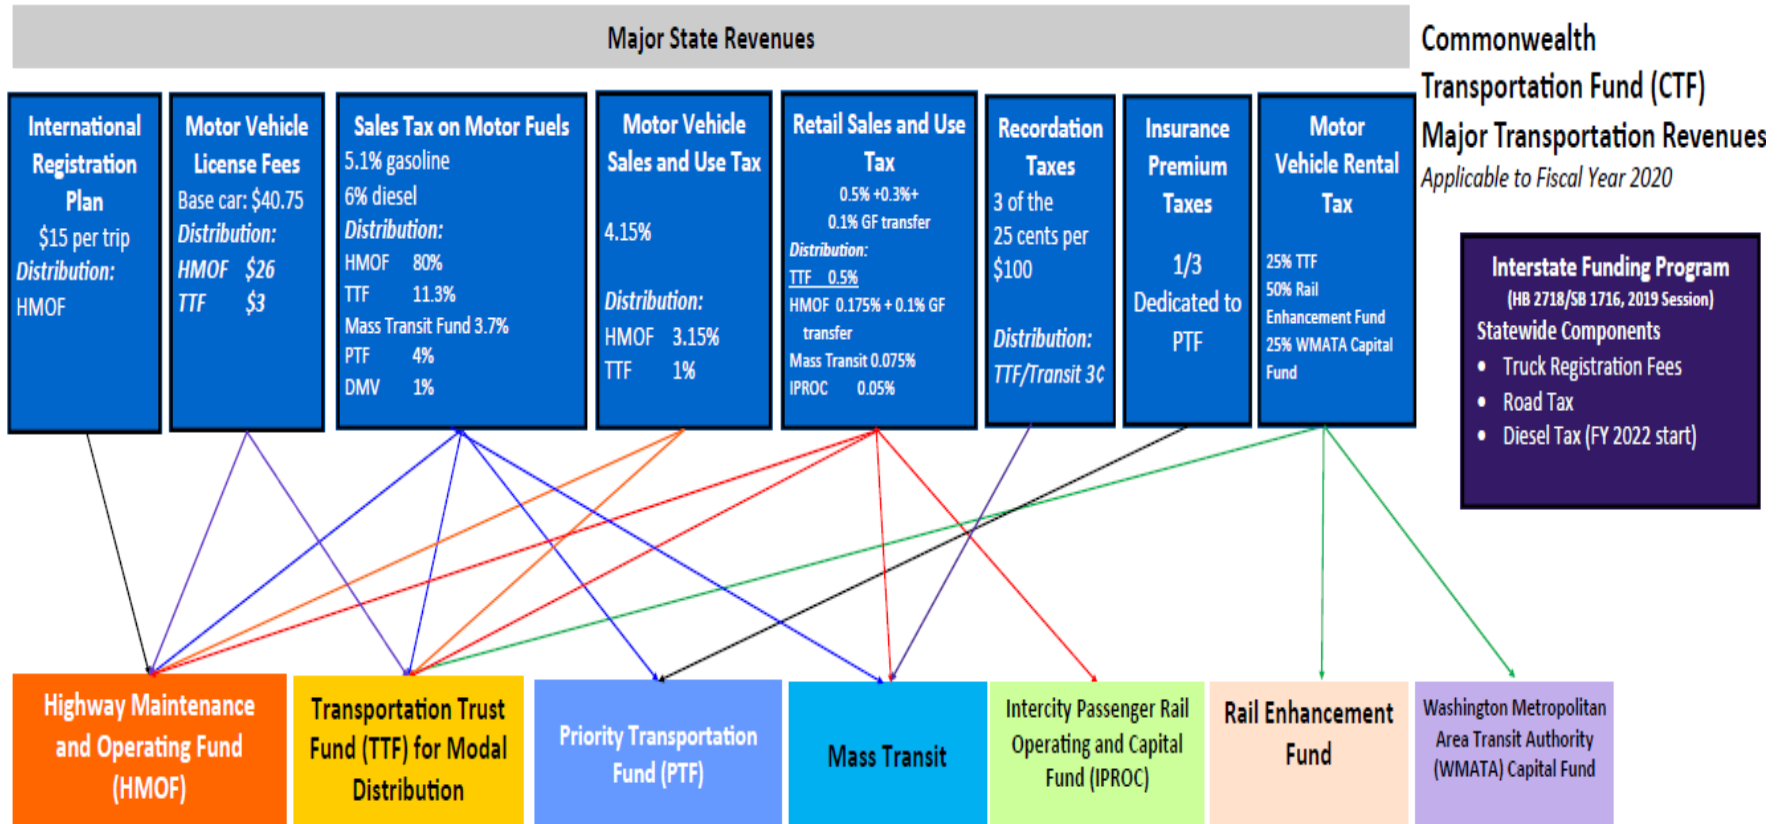 Major State Revenues
Commonwealth
Transportation Fund (CTF)
Major Transportation Revenues
Applicable to Fiscal Year 2020
International
Registration
Plan
$15 per trip
Distribution:
HMOF
Motor Vehicle
License Fees
Base car: $40.75
Distribution:
HMOF $26
TTF $3
Sales Tax on Motor Fuels
5.1% gasoline
6% diesel
Distribution:
HMOF 80%
TTF 11.3%
Mass Transit Fund 3.7%
PTF 4%
DMV 1%
Motor Vehicle
Sales and Use Tax
4.15%
Distribution:
HMOF 3.15%
TTF 1%
Retail Sales and Use
Tax
0.5% +0.3%+
0.1% GF transfer
Distribution:
TTF 0.5%
HMOF 0.175% + 0.1% GF
transfer
Mass Transit 0.075%
IPROC 0.05%
Recordation
Taxes
3 of the
25 cents per
$100
Distribution:
TTF/Transit 3¢
Insurance
Premium
Taxes
1/3
Dedicated to
PTF
Motor
Vehicle Rental
Tax
25% TTF
50% Rail
Enhancement Fund
25% WMATA Capital
Fund
Interstate Funding Program
(HB 2718/SB 1716, 2019 Session)
Statewide Components
• Truck Registration Fees
• Road Tax
• Diesel Tax (FY 2022 start)
Highway Maintenance
and Operating Fund
(HMOF)
Transportation Trust
Fund (TTF) for Modal
Distribution
Priority Transportation
Fund (PTF)
Mass Transit
Intercity Passenger Rail
Operating and Capital
Fund (IPROC)
Rail Enhancement
Fund
Washington Metropolitan
Area Transit Authority
(WMATA) Capital Fund